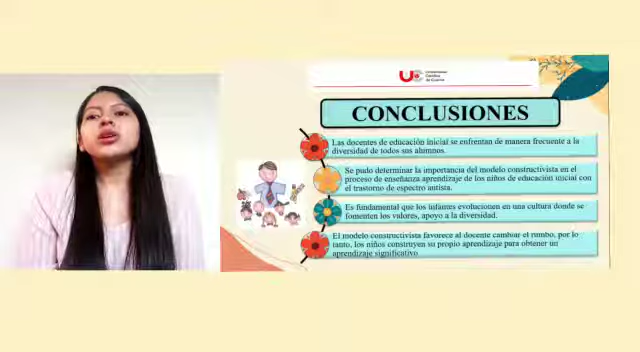 CONCLUSIONES
Las docentes de educación inicial se enfrentan de manera frecuente a la
diversidad de todos sus alumnos.
Se pudo determinar la importancia del modelo constructivista en el
proceso de enseñanza aprendizaje de los niños de educación inicial con
el trastorno de espectro autista.
Es fundamental que los infantes evolucionen en una cultura donde se
fomenten los valores, apoyo a la diversidad.
El modelo constructivista favorece al docente cambiar el rumbo, por lo
tanto, los niños construyen su propio aprendizaje para obtener un
aprendizaje significativo